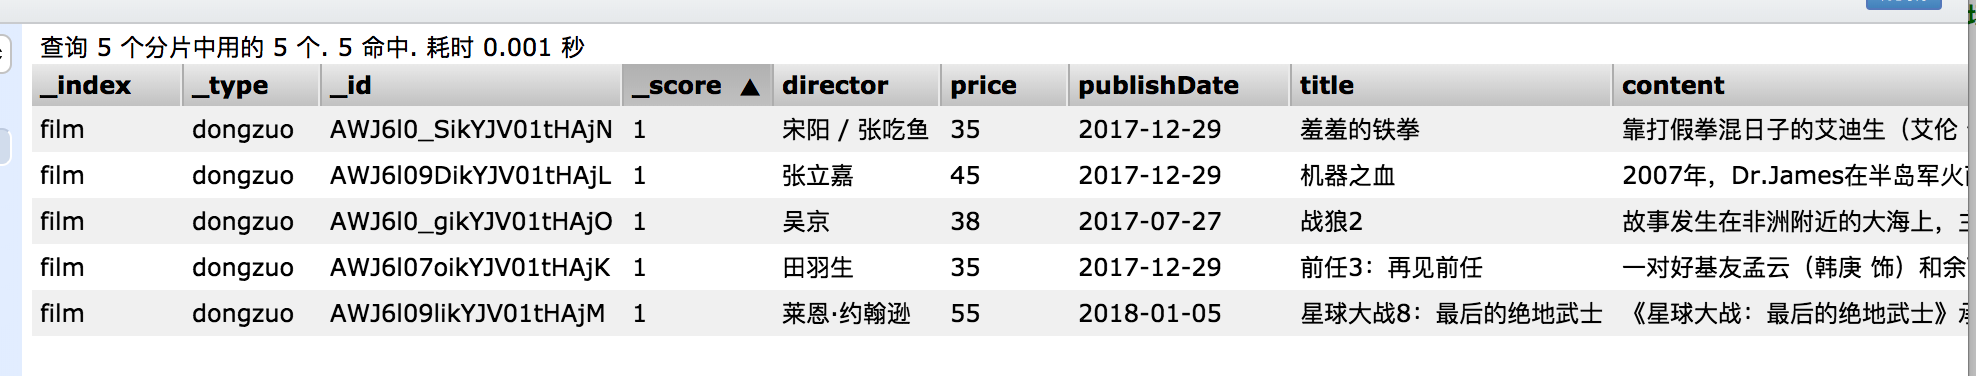 查询 5 个分片中用的 5 个. 5 命中. 耗时 0.001 秒
_index _type _id _score ▲ director price publishDate title content
film dongzuo AWJ6l0_SikYJV01tHAjN 1 宋阳 / 张吃鱼 35 2017-12-29 羞羞的铁拳 靠打假拳混日子的艾迪生（艾伦
film dongzuo AWJ6l09DikYJV01tHAjL 1 张立嘉 45 2017-12-29 机器之血 2007年，Dr.James在半岛军火
film dongzuo AWJ6l0_gikYJV01tHAjO 1 吴京 38 2017-07-27 战狼2 故事发生在非洲附近的大海上，
film dongzuo AWJ6l07oikYJV01tHAjK 1 田羽生 35 2017-12-29 前任3：再见前任 一对好基友孟云（韩庚 饰）和余
film dongzuo AWJ6l09likYJV01tHAjM 1 莱恩·约翰逊 55 2018-01-05 星球大战8：最后的绝地武士 《星球大战：最后的绝地武士》